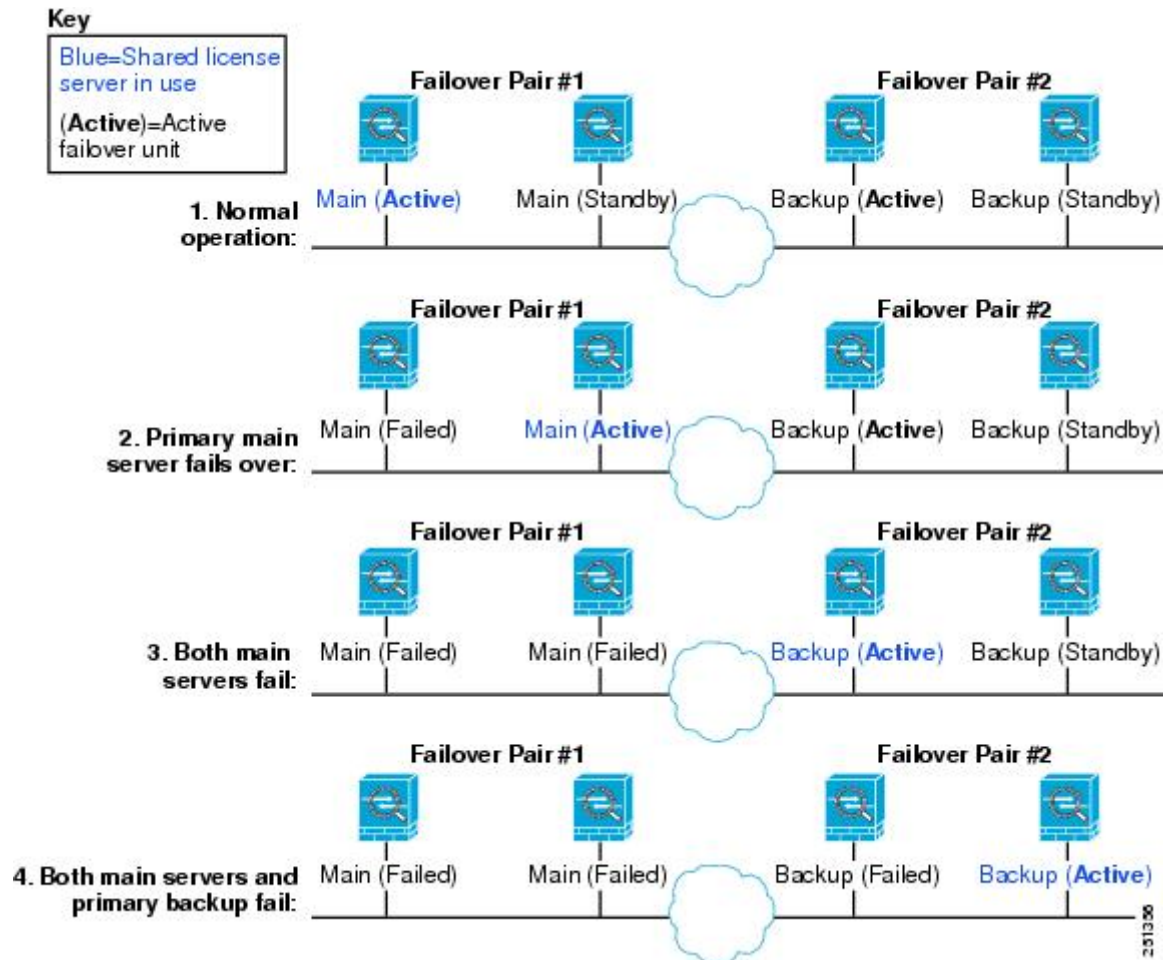 Key
Blue=Shared license
server in use
(Active)=Active
failover unit
Failover Pair #1
Failover Pair #2
1. Normal
operation:
Main (Active)
Main (Standby)
Backup (Active)
Backup (Standby)
Failover Pair #1
Failover Pair #2
2. Primary main
server fails over:
Main (Failed)
Main (Active)
Backup (Active)
Backup (Standby)
Failover Pair #1
Failover Pair #2
3. Both main
servers fail:
Main (Failed)
Main (Failed)
Backup (Active)
Backup (Standby)
Failover Pair #1
Failover Pair #2
4. Both main servers and
primary backup fail:
Main (Failed)
Main (Failed)
Backup (Failed)
Backup (Active)